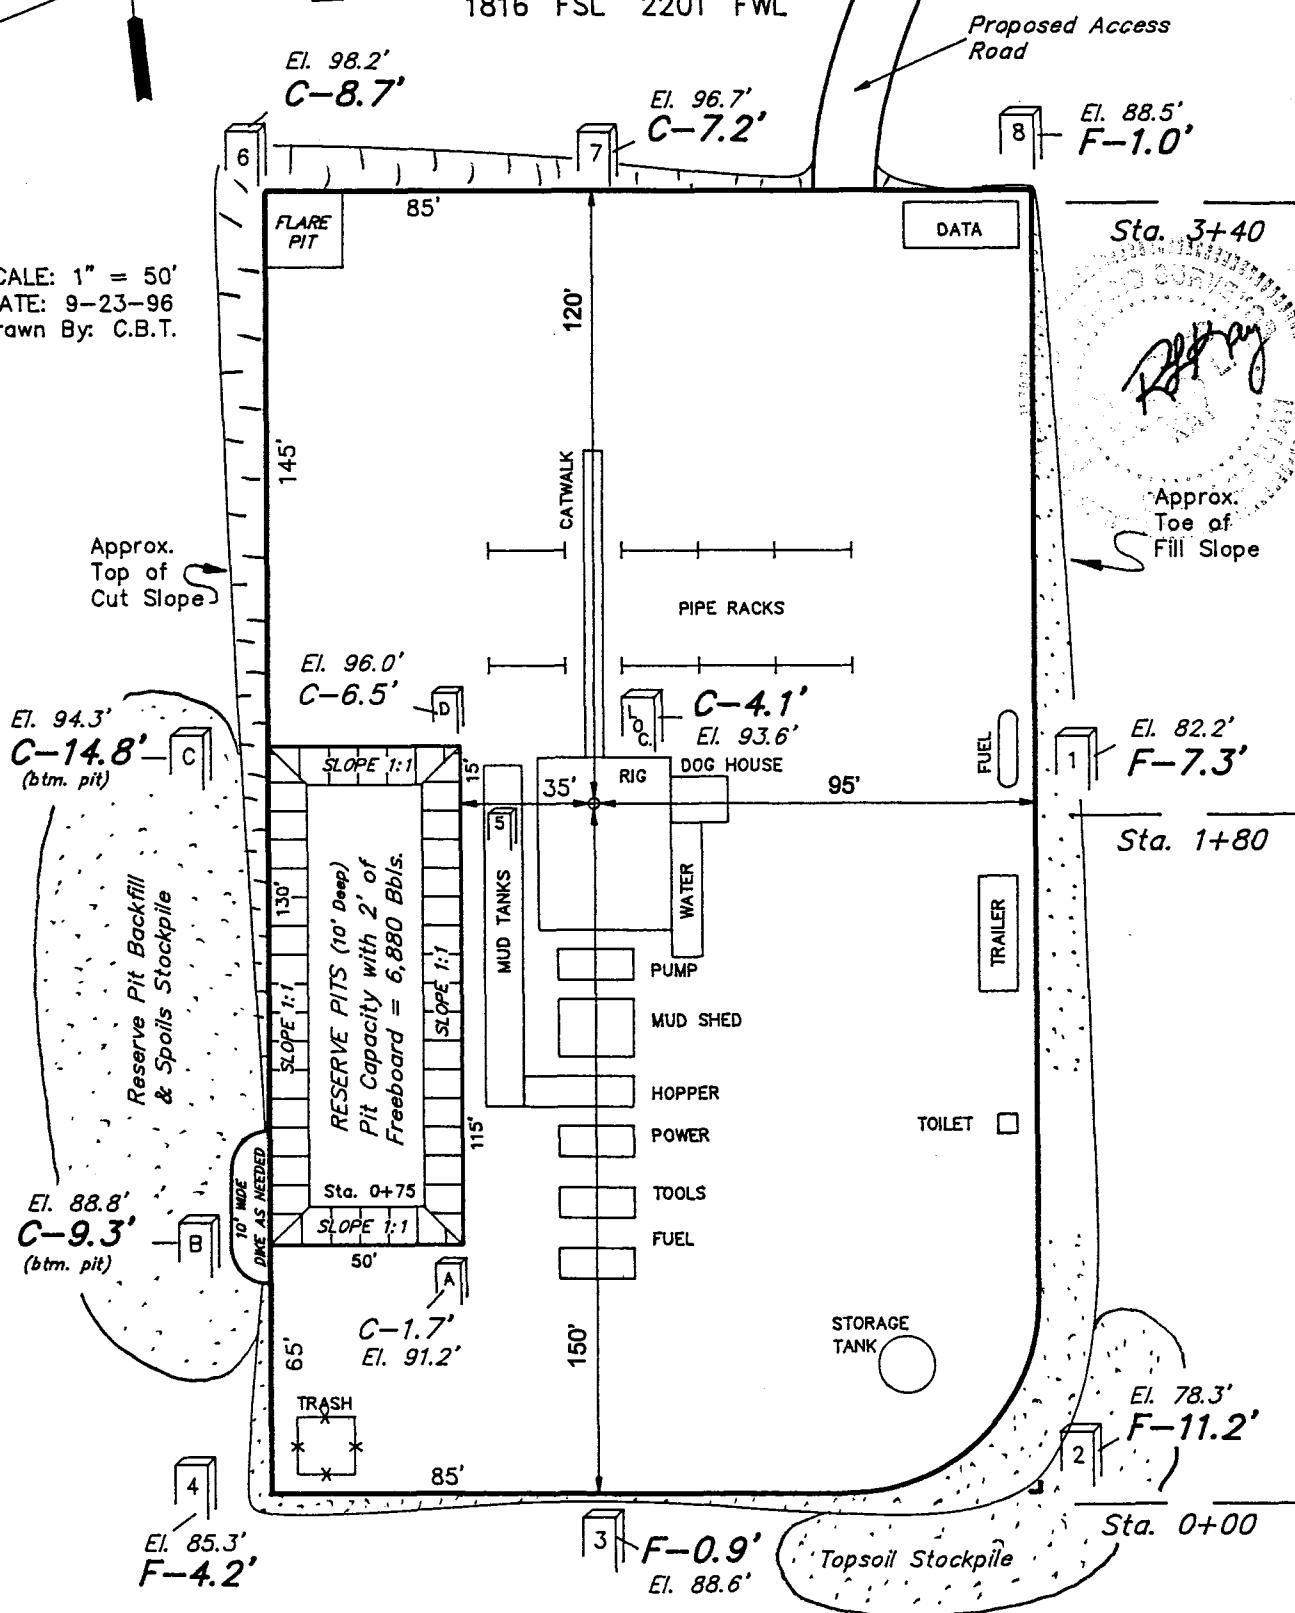 1816' FSL 2201' FWL
Proposed Access
Road
El. 98.2'
C-8.7'
El. 96.7'
C-7.2'
El. 88.5'
F-1.0'
6
7
8
85'
FLARE
PIT
DATA
Sta. 3+40
CALE: 1" = 50'
ATE: 9-23-96
rawn By: C.B.T.
120'
145'
CATWALK
Approx.
Top of
Cut Slope
Approx.
Toe of
Fill Slope
PIPE RACKS
El. 96.0'
C-6.5'
D
LOC.
C-4.1'
El. 93.6'
El. 94.3'
C-14.8'
(btm. pit)
C
El. 82.2'
F-7.3'
1
FUEL
SLOPE 1:1
15'
RIG
DOG HOUSE
35'
95'
5
Sta. 1+80
MUD TANKS
WATER
TRAILER
130'
RESERVE PITS (10' Deep)
Pit Capacity with 2' of
Freeboard = 6,880 Bbls.
SLOPE 1:1
SLOPE 1:1
Reserve Pit Backfill
& Spoils Stockpile
PUMP
MUD SHED
HOPPER
POWER
TOOLS
FUEL
115'
TOILET
Sta. 0+75
SLOPE 1:1
10' WIDE
DIKE AS NEEDED
El. 88.8'
C-9.3'
(btm. pit)
B
50'
A
C-1.7'
El. 91.2'
65'
150'
STORAGE
TANK
TRASH
El. 78.3'
F-11.2'
2
85'
4
El. 85.3'
F-4.2'
3
F-0.9'
El. 88.6'
Topsoil Stockpile
Sta. 0+00